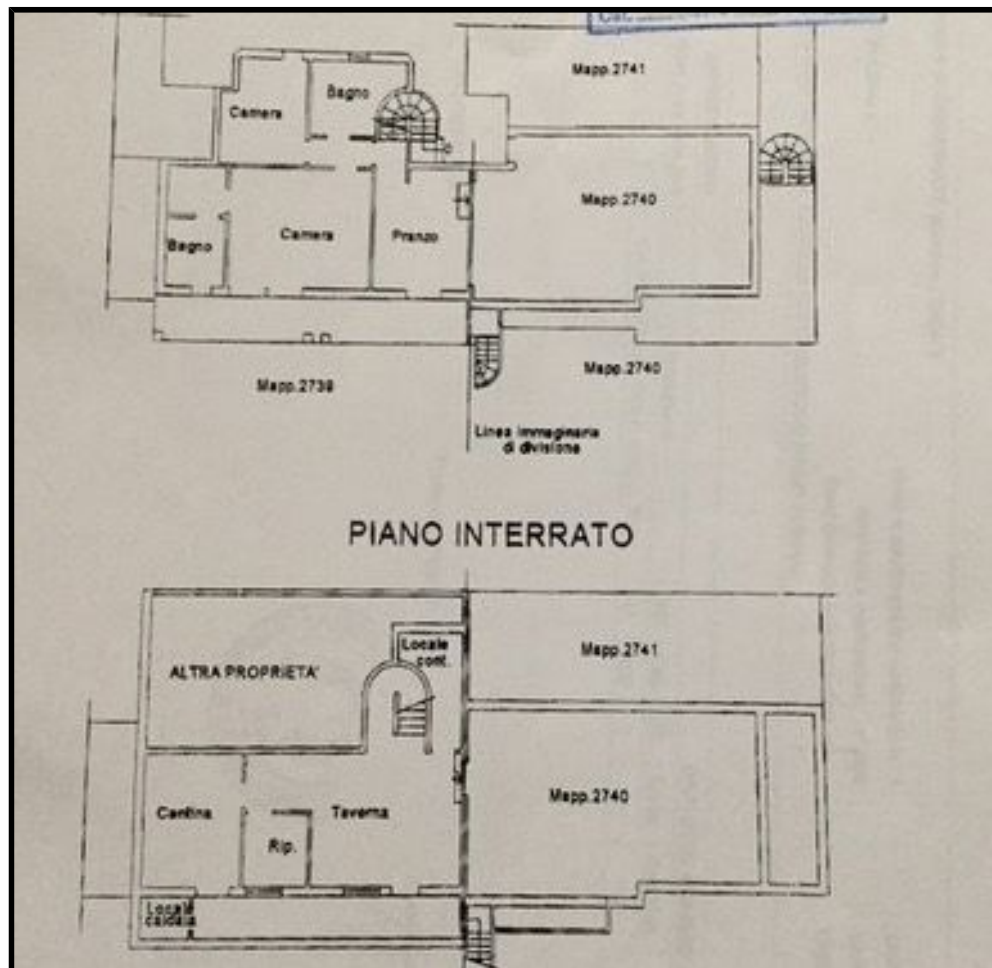 Cat.
Mapp.2741
Bagno
Camera
Mapp.2740
Bagno
Camera
Pranzo
Mapp.2739
Mapp.2740
Linea immaginaria
di divisione
PIANO INTERRATO
Locale
cont.
Mapp.2741
ALTRA PROPRIETA'
Cantina
Taverna
Mapp.2740
Rip.
Locale
caldaia